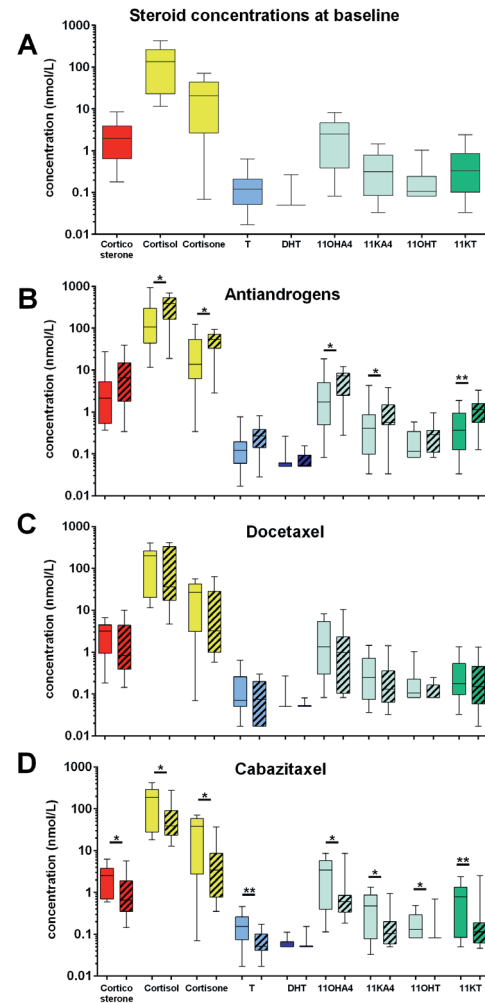 Steroid concentrations at baseline
A
concentration (nmol/L)
1000
100
10
1
0.1
0.01
Cortico
sterone
Cortisol
Cortisone
T
DHT
11OHA4
11KA4
11OHT
11KT
B
Antiandrogens
concentration (nmol/L)
1000
100
10
1
0.1
0.01
*
*
*
*
**
C
Docetaxel
concentration (nmol/L)
1000
100
10
1
0.1
0.01
D
Cabazitaxel
concentration (nmol/L)
1000
100
10
1
0.1
0.01
*
*
*
**
*
*
*
**
Cortico
sterone
Cortisol
Cortisone
T
DHT
11OHA4
11KA4
11OHT
11KT